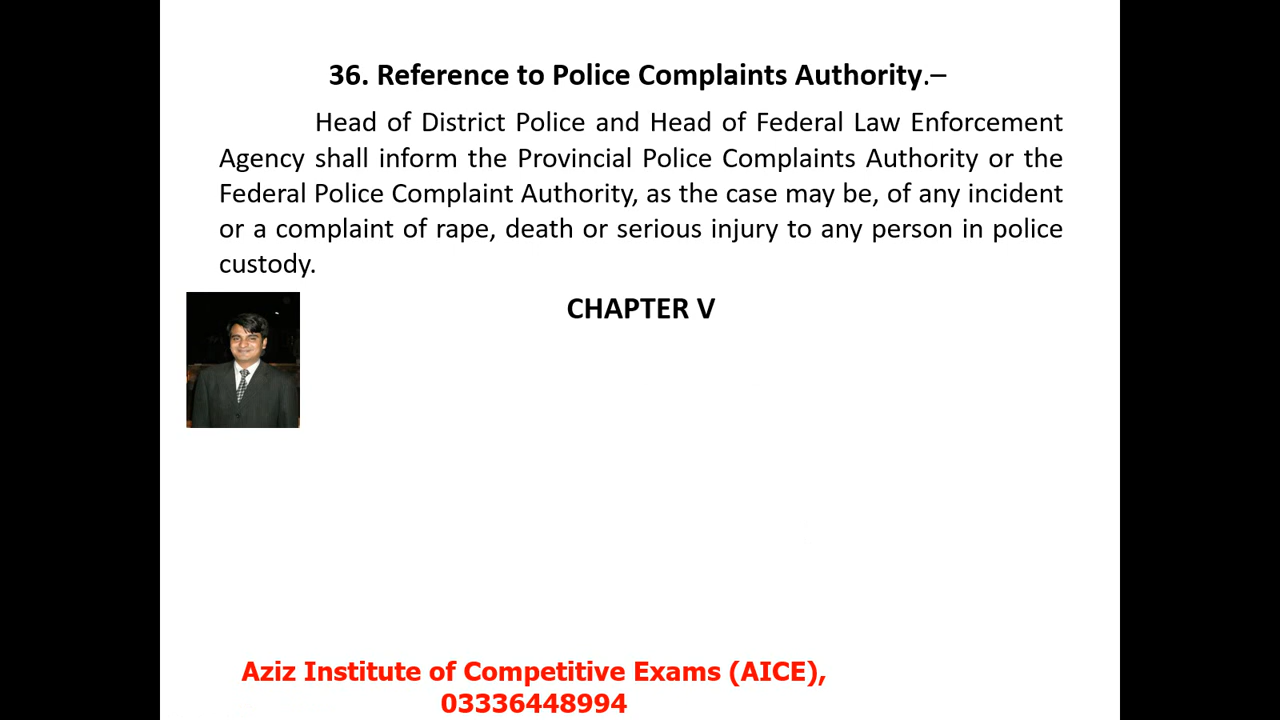 36. Reference to Police Complaints Authority.–
Head of District Police and Head of Federal Law Enforcement
Agency shall inform the Provincial Police Complaints Authority or the
Federal Police Complaint Authority, as the case may be, of any incident
or a complaint of rape, death or serious injury to any person in police
custody.
CHAPTER V
Aziz Institute of Competitive Exams (AICE),
03336448994